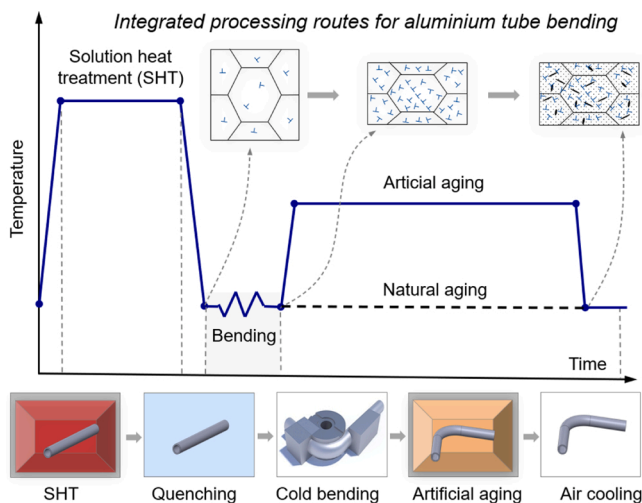 Integrated processing routes for aluminium tube bending
Solution heat
treatment (SHT)
Temperature
Articial aging
Natural aging
Bending
Time
SHT
Quenching
Cold bending
Artificial aging
Air cooling